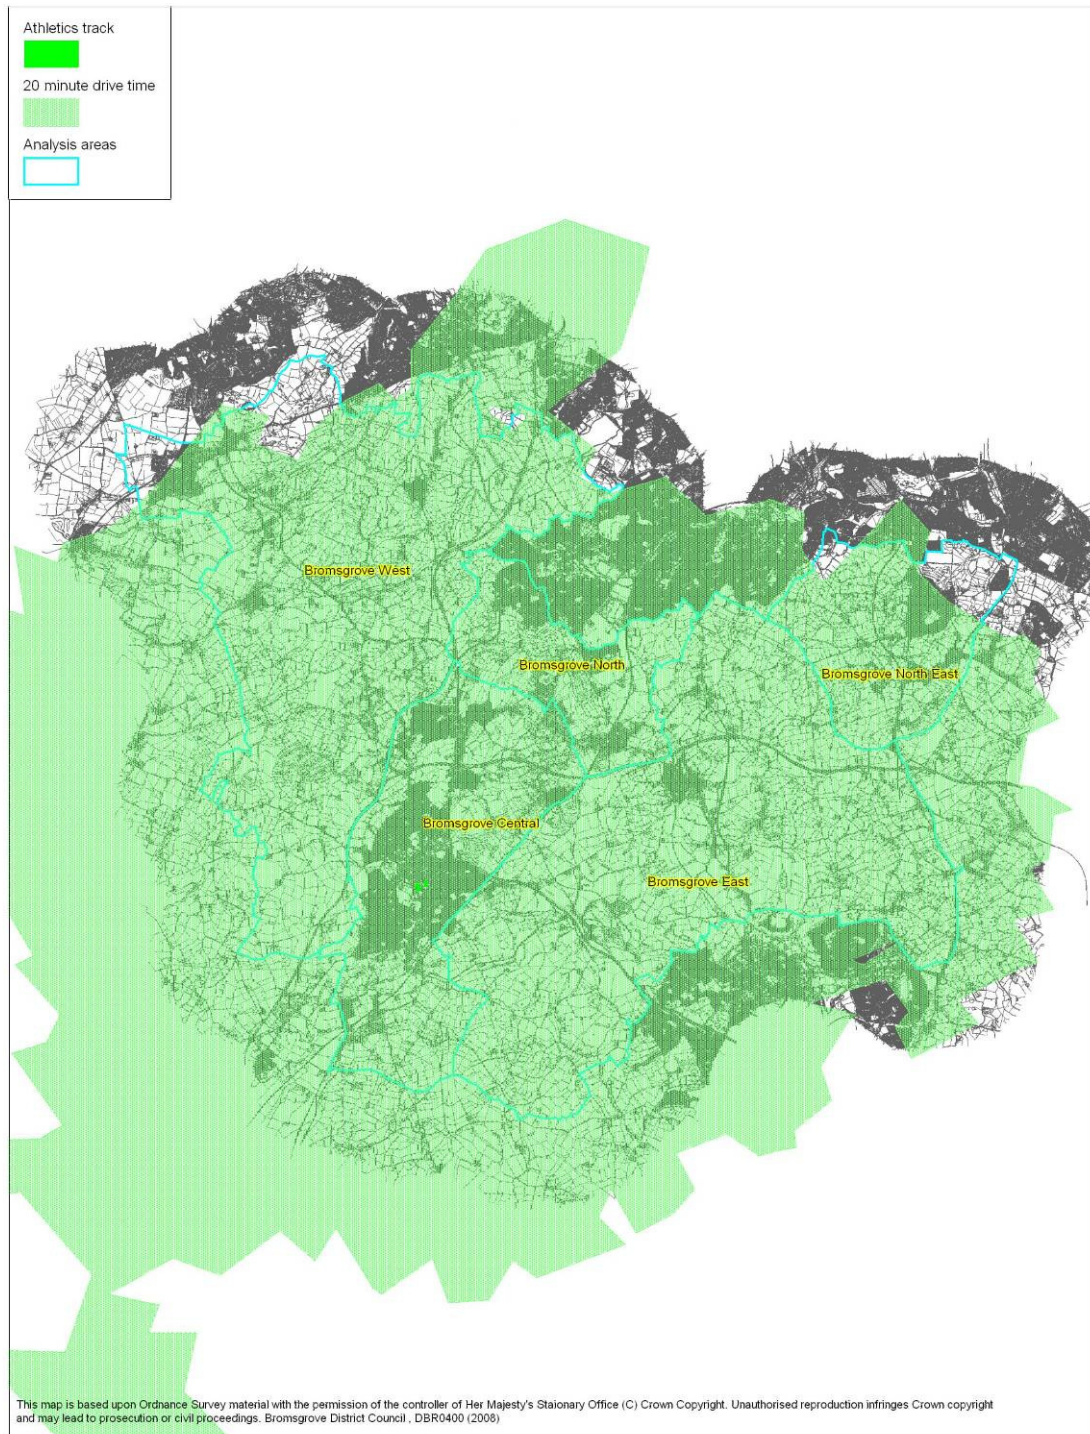 Athletics track
20 minute drive time
Analysis areas
Bromsgrove West
Bromsgrove North
Bromsgrove North East
Bromsgrove Central
Bromsgrove East
This map is based upon Ordnance Survey material with the permission of the controller of Her Majesty's Staionary Office (C) Crown Copyright. Unauthorised reproduction infringes Crown copyright
and may lead to prosecution or civil proceedings. Bromsgrove District Council , DBR0400 (2008)